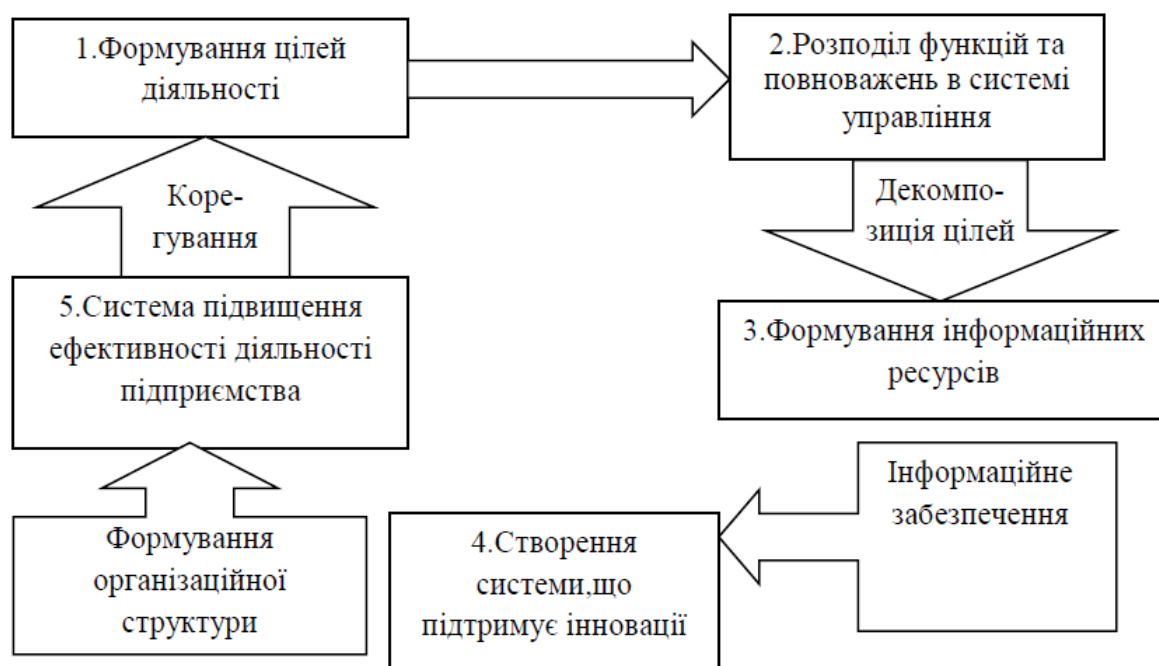 1.Формування цілей
діяльності
2.Розподіл функцій та
повноважень в системі
управління
Коре-
гування
Декомпо-
зиція цілей
5.Система підвищення
ефективності діяльності
підприємства
3.Формування інформаційних
ресурсів
Формування
організаційної
структури
4.Створення
системи,що
підтримує інновації
Інформаційне
забезпечення